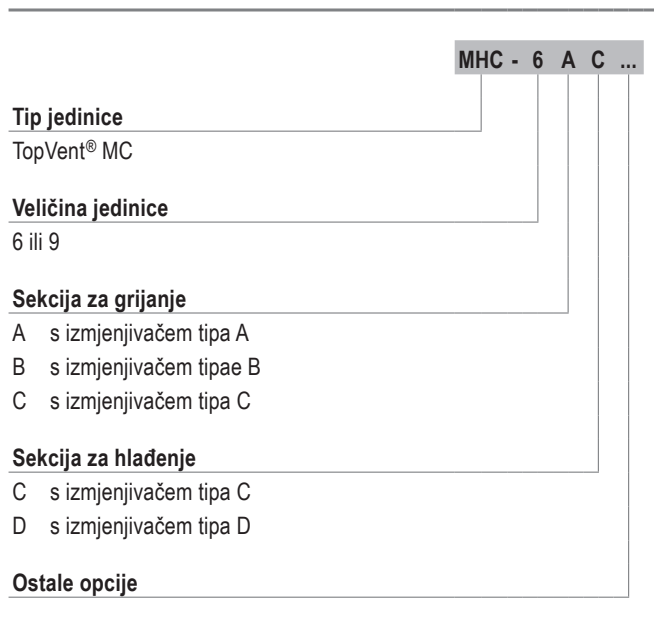 MHC - 6 A C ...
Tip jedinice
TopVent® MC
Veličina jedinice
6 ili 9
Sekcija za grijanje
A s izmjenjivačem tipa A
B s izmjenjivačem tipae B
C s izmjenjivačem tipa C
Sekcija za hlađenje
C s izmjenjivačem tipa C
D s izmjenjivačem tipa D
Ostale opcije